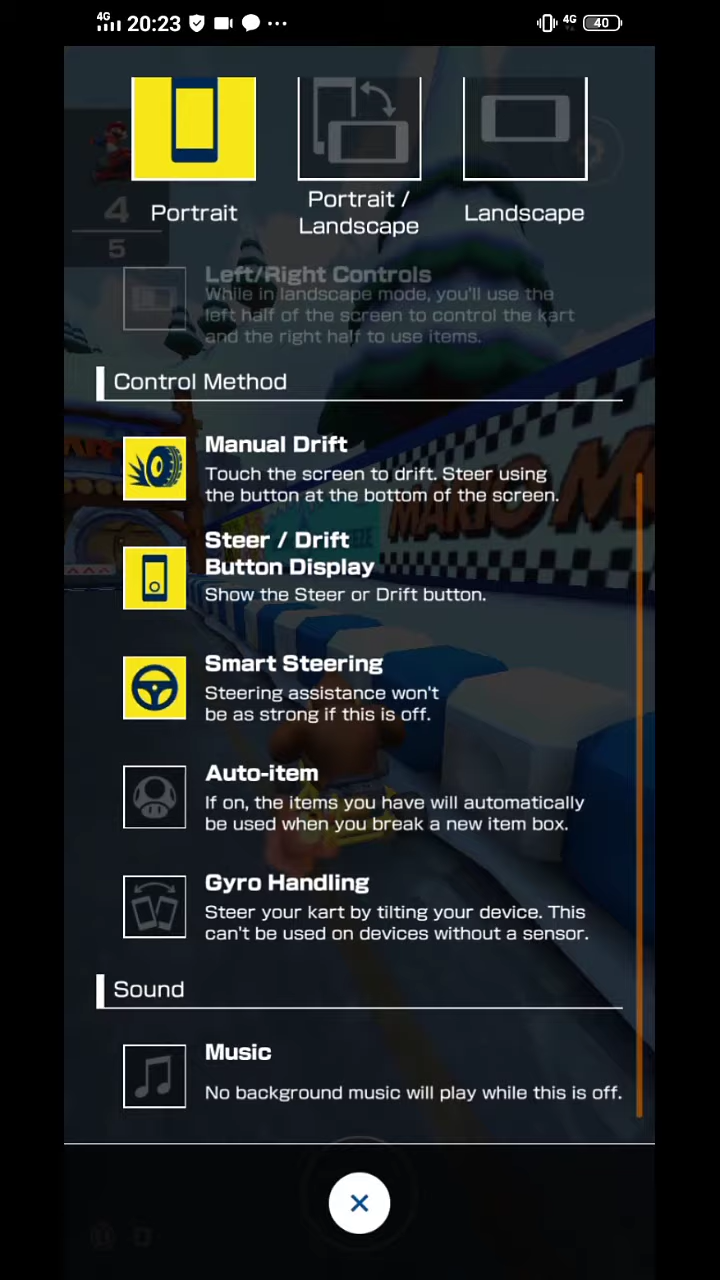 4G 20:23 4G 40
4
5
Portrait
Portrait /
Landscape
Landscape
Left/Right Controls
While in landscape mode, you'll use the
left half of the screen to control the kart
and the right half to use items.
Control Method
Manual Drift
Touch the screen to drift. Steer using
the button at the bottom of the screen.
Steer / Drift
Button Display
Show the Steer or Drift button.
Smart Steering
Steering assistance won't
be as strong if this is off.
Auto-item
If on, the items you have will automatically
be used when you break a new item box.
Gyro Handling
Steer your kart by tilting your device. This
can't be used on devices without a sensor.
Sound
Music
No background music will play while this is off.
MARIO